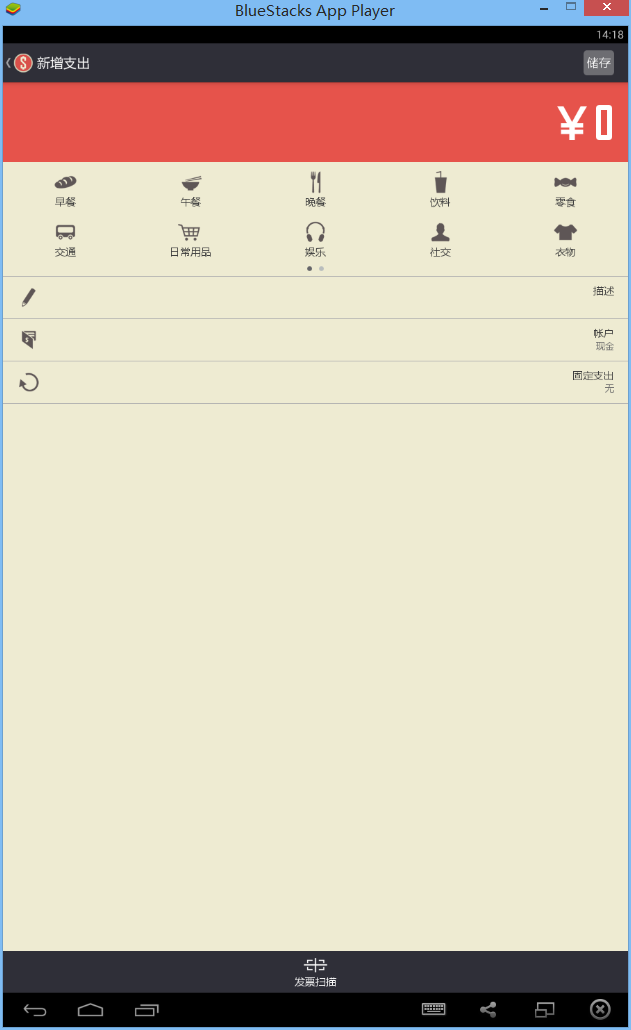 BlueStacks App Player
14:18
新增支出
储存
￥0
早餐 午餐 晚餐 饮料 零食
交通 日常用品 娱乐 社交 衣物
描述
帐户
现金
固定支出
无
发票扫描